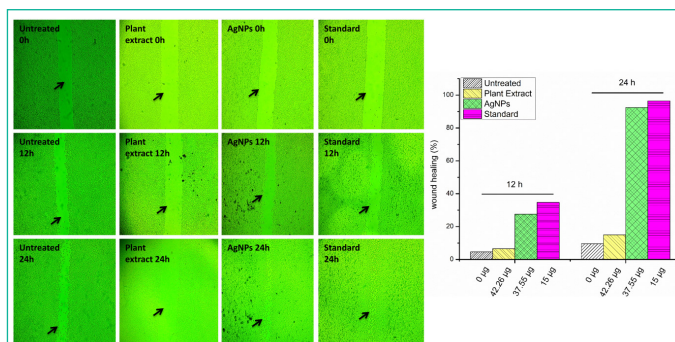 Untreated
0h
Plant
extract 0h
AgNPs 0h
Standard
0h
Untreated
12h
Plant
extract 12h
AgNPs 12h
Standard
12h
Untreated
24h
Plant
extract 24h
AgNPs 24h
Standard
24h
Untreated
Plant Extract
AgNPs
Standard
24 h
12 h
wound healing (%)
100
80
60
40
20
0
0 µg
42.26 µg
37.55 µg
15 µg
0 µg
42.26 µg
37.55 µg
15 µg